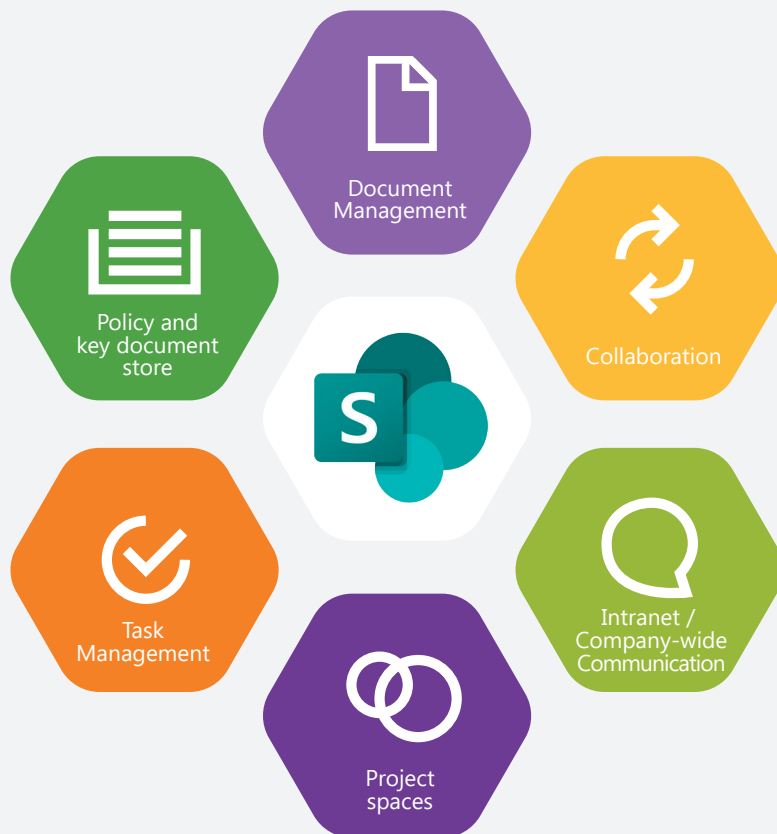 Document
Management
Policy and
key document
store
Collaboration
S
Task
Management
Intranet /
Company-wide
Communication
Project
spaces